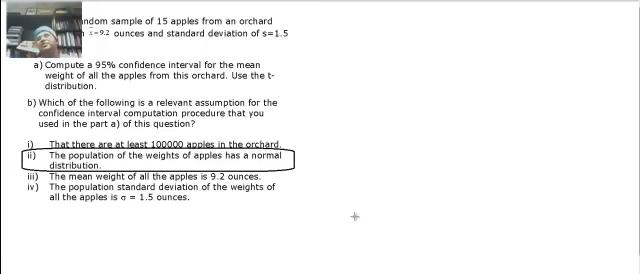 ndom sample of 15 apples from an orchard
x̄=9.2 ounces and standard deviation of s=1.5
a) Compute a 95% confidence interval for the mean
weight of all the apples from this orchard. Use the t-
distribution.
b) Which of the following is a relevant assumption for the
confidence interval computation procedure that you
used in the part a) of this question?
i) That there are at least 100000 apples in the orchard.
ii) The population of the weights of apples has a normal
distribution.
iii) The mean weight of all the apples is 9.2 ounces.
iv) The population standard deviation of the weights of
all the apples is σ = 1.5 ounces.